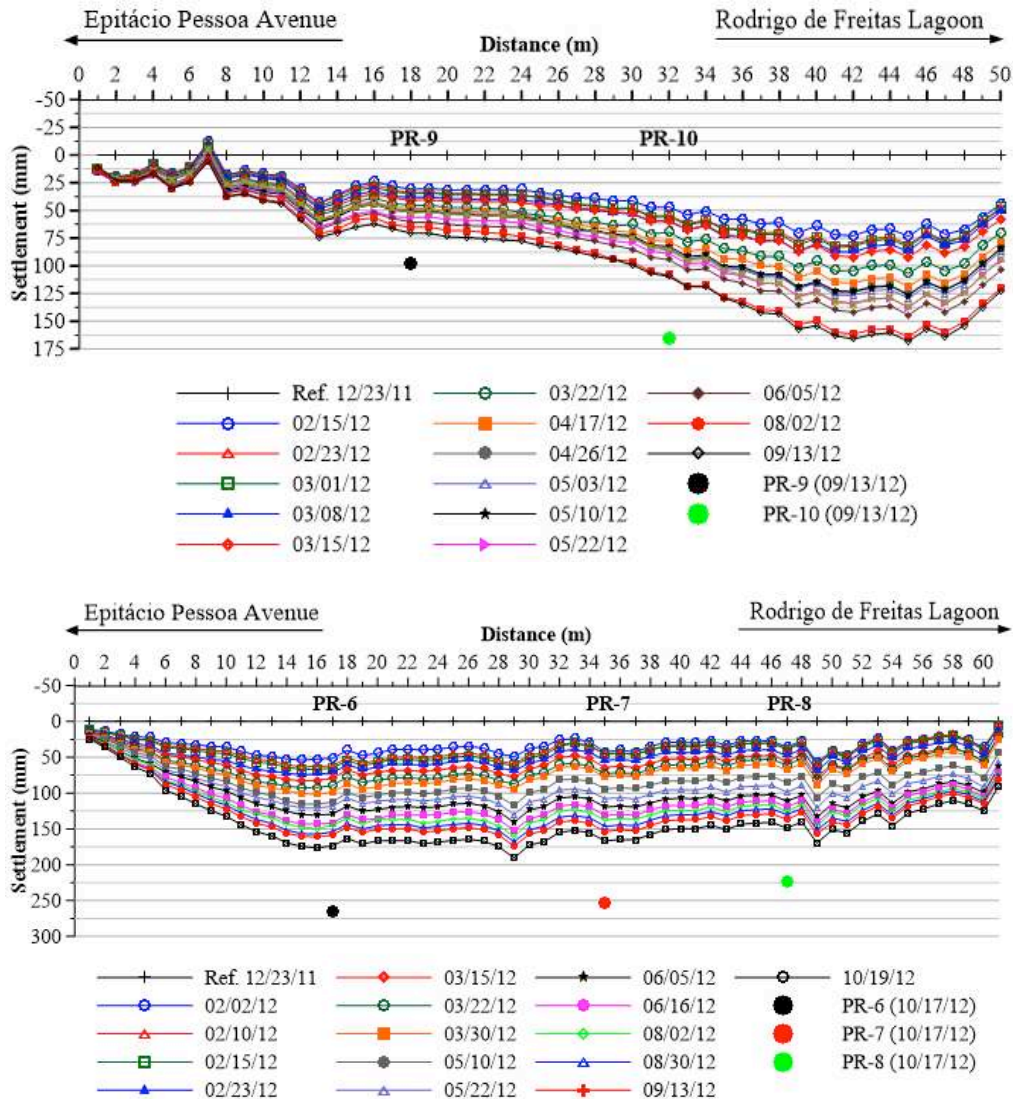 Epitácio Pessoa Avenue Rodrigo de Freitas Lagoon
Distance (m)
0 2 4 6 8 10 12 14 16 18 20 22 24 26 28 30 32 34 36 38 40 42 44 46 48 50
-50
-25
PR-9 PR-10
0
25
50
75
100
125
150
175
Settlement (mm)
Ref. 12/23/11 03/22/12 06/05/12
02/15/12 04/17/12 08/02/12
02/23/12 04/26/12 09/13/12
03/01/12 05/03/12 PR-9 (09/13/12)
03/08/12 05/10/12 PR-10 (09/13/12)
03/15/12 05/22/12
Epitácio Pessoa Avenue Rodrigo de Freitas Lagoon
Distance (m)
0 2 4 6 8 10 12 14 16 18 20 22 24 26 28 30 32 34 36 38 40 42 44 46 48 50 52 54 56 58 60
-50
PR-6 PR-7 PR-8
0
50
100
150
200
250
300
Settlement (mm)
Ref. 12/23/11 03/15/12 06/05/12 10/19/12
02/02/12 03/22/12 06/16/12 PR-6 (10/17/12)
02/10/12 03/30/12 08/02/12 PR-7 (10/17/12)
02/15/12 05/10/12 08/30/12 PR-8 (10/17/12)
02/23/12 05/22/12 09/13/12